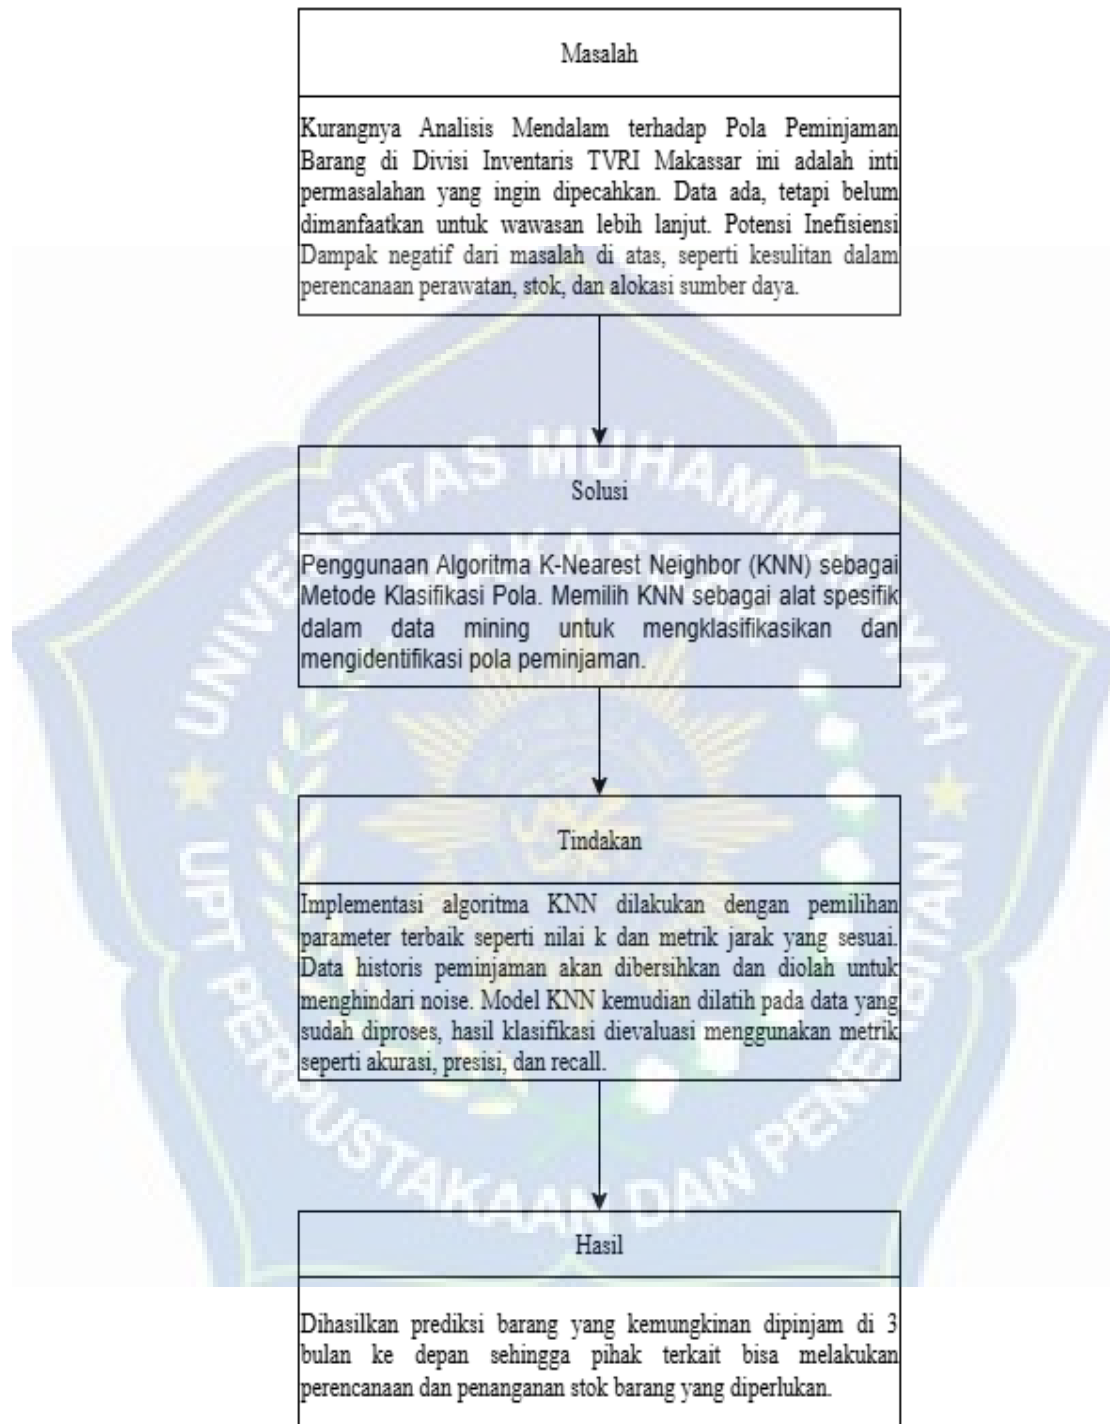 Masalah
Kurangnya Analisis Mendalam terhadap Pola Peminjaman
Barang di Divisi Inventaris TVRI Makassar ini adalah inti
permasalahan yang ingin dipecahkan. Data ada, tetapi belum
dimanfaatkan untuk wawasan lebih lanjut. Potensi Inefisiensi
Dampak negatif dari masalah di atas, seperti kesulitan dalam
perencanaan perawatan, stok, dan alokasi sumber daya.
UNIVERSITAS MUHAMMADIYAH
MAKASSAR
Solusi
Penggunaan Algoritma K-Nearest Neighbor (KNN) sebagai
Metode Klasifikasi Pola. Memilih KNN sebagai alat spesifik
dalam data mining untuk mengklasifikasikan dan
mengidentifikasi pola peminjaman.
Tindakan
Implementasi algoritma KNN dilakukan dengan pemilihan
parameter terbaik seperti nilai k dan metrik jarak yang sesuai.
Data historis peminjaman akan dibersihkan dan diolah untuk
menghindari noise. Model KNN kemudian dilatih pada data yang
sudah diproses, hasil klasifikasi dievaluasi menggunakan metrik
seperti akurasi, presisi, dan recall.
UPT PERPUSTAKAAN DAN PENERBITAN
Hasil
Dihasilkan prediksi barang yang kemungkinan dipinjam di 3
bulan ke depan sehingga pihak terkait bisa melakukan
perencanaan dan penanganan stok barang yang diperlukan.